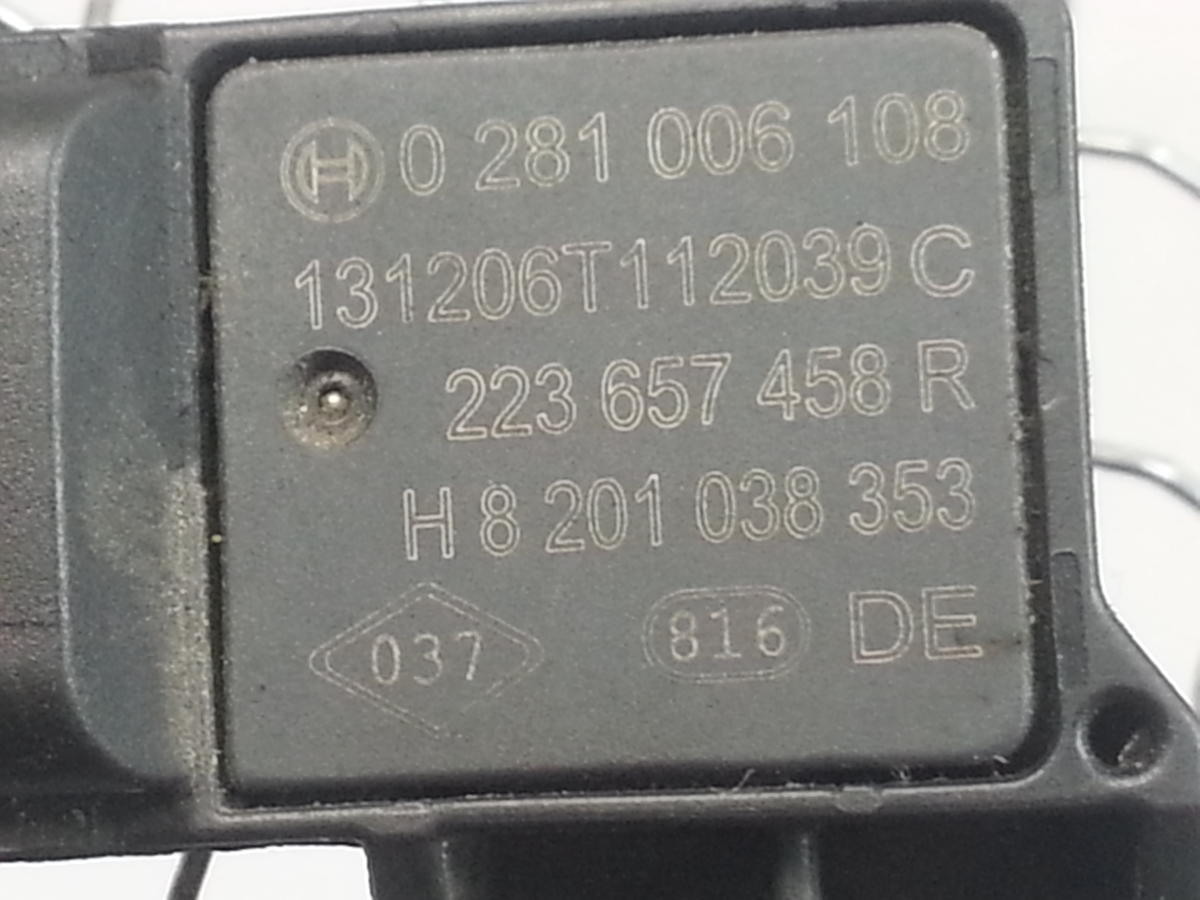 H 0 281 006 108
131206T112039 C
223 657 458 R
H 8 201 038 353
037 816 DE